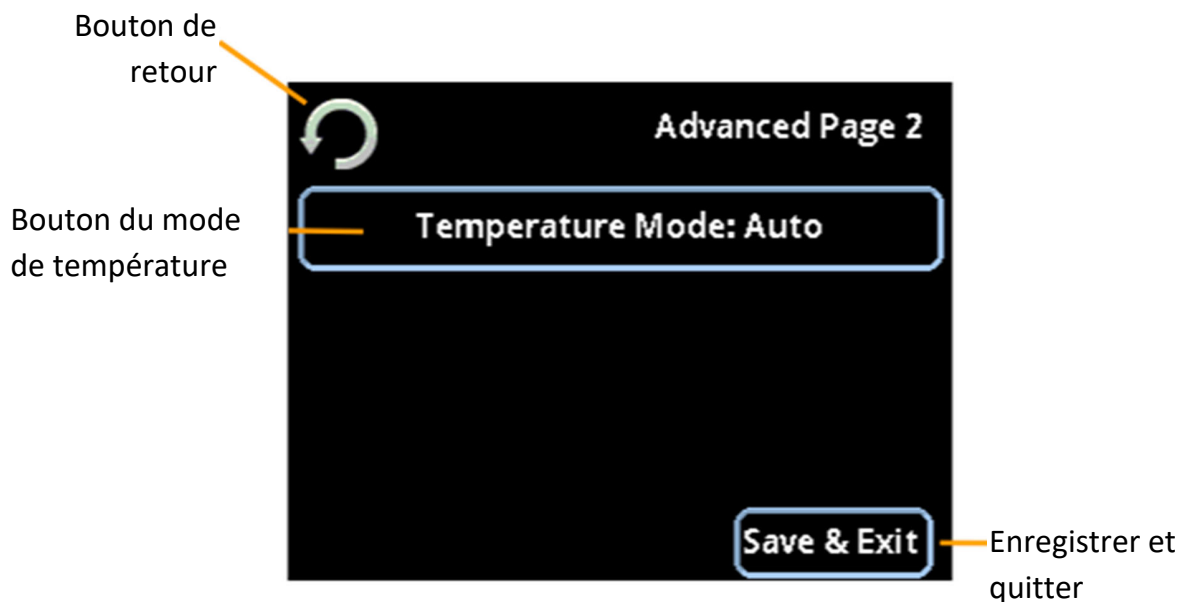 Bouton de
retour
Advanced Page 2
Bouton du mode
de température
Temperature Mode: Auto
Save & Exit
Enregistrer et
quitter